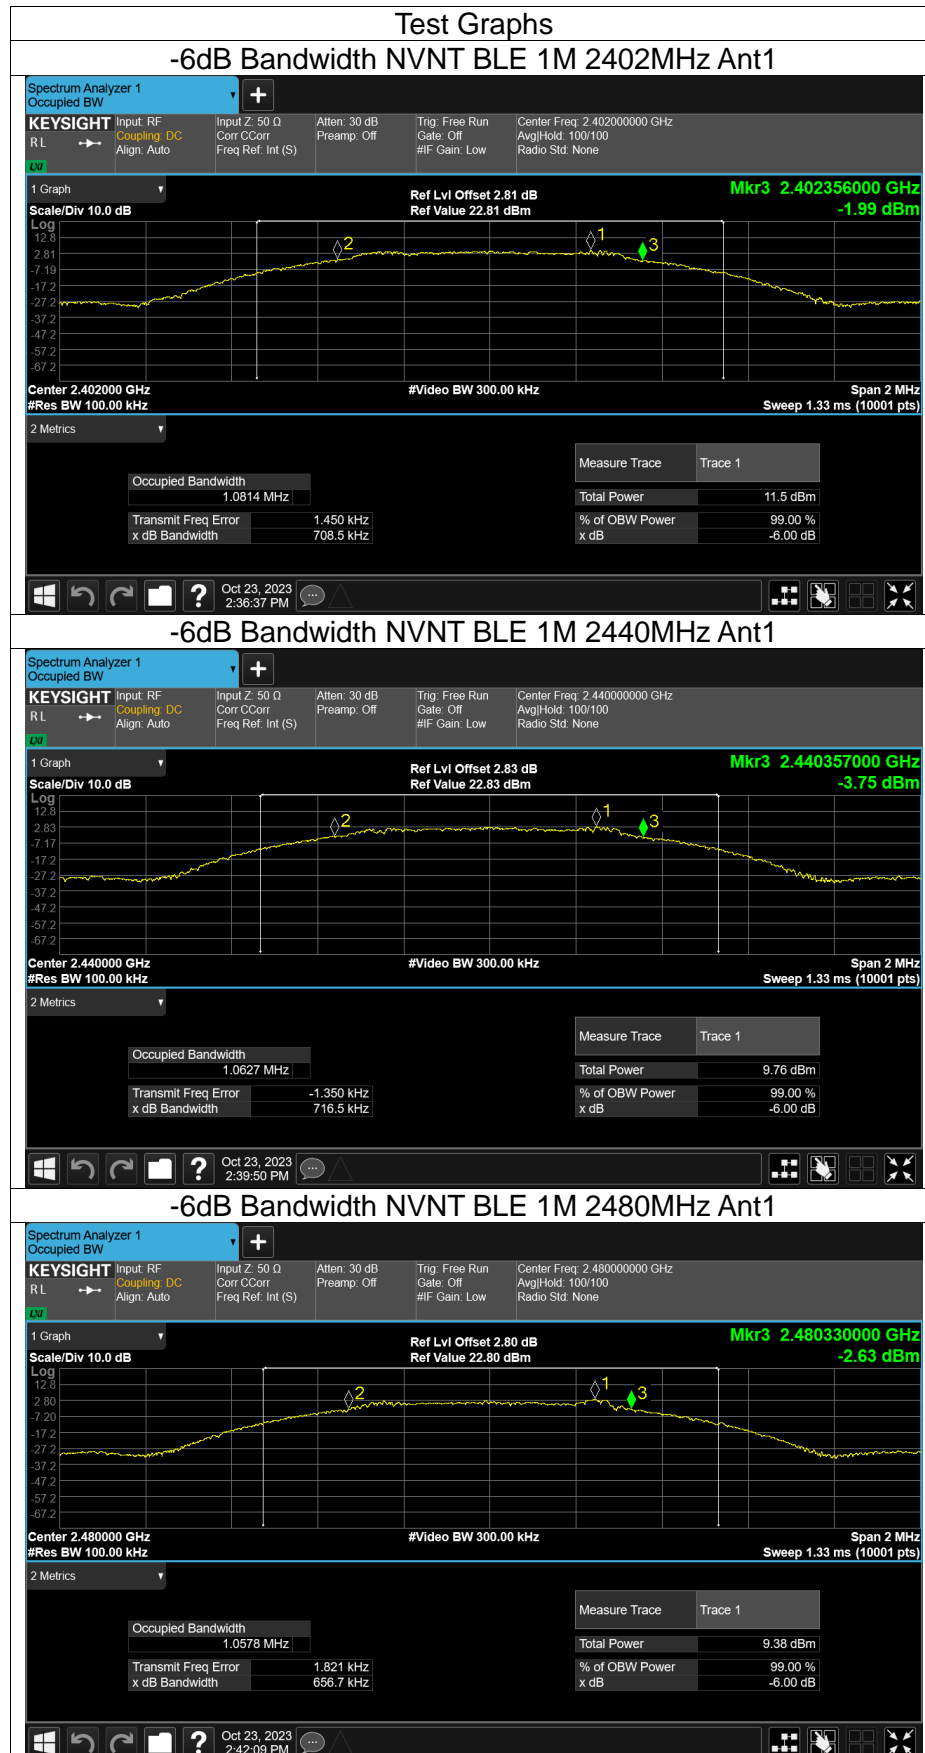 Test Graphs
-6dB Bandwidth NVNT BLE 1M 2402MHz Ant1
Spectrum Analyzer 1
Occupied BW
+
KEYSIGHT Input: RF Input Z: 50 Ω Atten: 30 dB Trig: Free Run Center Freq: 2.402000000 GHz
RL Coupling: DC Corr CCorr Preamp: Off Gate: Off Avg|Hold: 100/100
Align: Auto Freq Ref: Int (S) #IF Gain: Low Radio Std: None
LXI
1 Graph Ref Lvl Offset 2.81 dB Mkr3 2.402356000 GHz
Scale/Div 10.0 dB Ref Value 22.81 dBm -1.99 dBm
Log
12.8
2.81
-7.19
-17.2
-27.2
-37.2
-47.2
-57.2
-67.2
2 1 3
Center 2.402000 GHz #Video BW 300.00 kHz Span 2 MHz
#Res BW 100.00 kHz Sweep 1.33 ms (10001 pts)
2 Metrics
Measure Trace Trace 1
Occupied Bandwidth
1.0814 MHz Total Power 11.5 dBm
Transmit Freq Error 1.450 kHz % of OBW Power 99.00 %
x dB Bandwidth 708.5 kHz x dB -6.00 dB
? Oct 23, 2023
2:36:37 PM
-6dB Bandwidth NVNT BLE 1M 2440MHz Ant1
Spectrum Analyzer 1
Occupied BW
+
KEYSIGHT Input: RF Input Z: 50 Ω Atten: 30 dB Trig: Free Run Center Freq: 2.440000000 GHz
RL Coupling: DC Corr CCorr Preamp: Off Gate: Off Avg|Hold: 100/100
Align: Auto Freq Ref: Int (S) #IF Gain: Low Radio Std: None
LXI
1 Graph Ref Lvl Offset 2.83 dB Mkr3 2.440357000 GHz
Scale/Div 10.0 dB Ref Value 22.83 dBm -3.75 dBm
Log
12.8
2.83
-7.17
-17.2
-27.2
-37.2
-47.2
-57.2
-67.2
2 1 3
Center 2.440000 GHz #Video BW 300.00 kHz Span 2 MHz
#Res BW 100.00 kHz Sweep 1.33 ms (10001 pts)
2 Metrics
Measure Trace Trace 1
Occupied Bandwidth
1.0627 MHz Total Power 9.76 dBm
Transmit Freq Error -1.350 kHz % of OBW Power 99.00 %
x dB Bandwidth 716.5 kHz x dB -6.00 dB
? Oct 23, 2023
2:39:50 PM
-6dB Bandwidth NVNT BLE 1M 2480MHz Ant1
Spectrum Analyzer 1
Occupied BW
+
KEYSIGHT Input: RF Input Z: 50 Ω Atten: 30 dB Trig: Free Run Center Freq: 2.480000000 GHz
RL Coupling: DC Corr CCorr Preamp: Off Gate: Off Avg|Hold: 100/100
Align: Auto Freq Ref: Int (S) #IF Gain: Low Radio Std: None
LXI
1 Graph Ref Lvl Offset 2.80 dB Mkr3 2.480330000 GHz
Scale/Div 10.0 dB Ref Value 22.80 dBm -2.63 dBm
Log
12.8
2.80
-7.20
-17.2
-27.2
-37.2
-47.2
-57.2
-67.2
2 1 3
Center 2.480000 GHz #Video BW 300.00 kHz Span 2 MHz
#Res BW 100.00 kHz Sweep 1.33 ms (10001 pts)
2 Metrics
Measure Trace Trace 1
Occupied Bandwidth
1.0578 MHz Total Power 9.38 dBm
Transmit Freq Error 1.821 kHz % of OBW Power 99.00 %
x dB Bandwidth 656.7 kHz x dB -6.00 dB
? Oct 23, 2023
2:42:09 PM